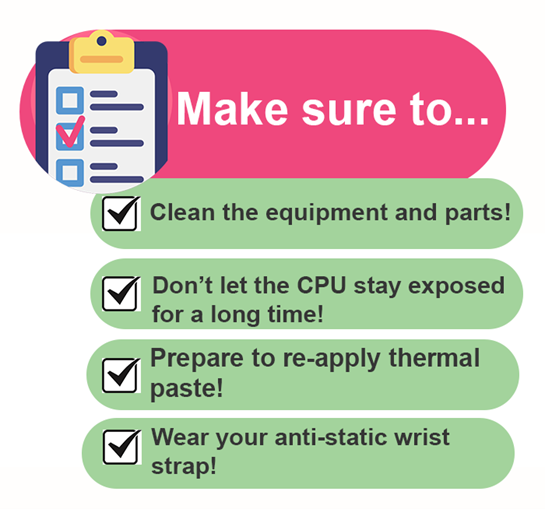 Make sure to...
Clean the equipment and parts!
Don’t let the CPU stay exposed
for a long time!
Prepare to re-apply thermal
paste!
Wear your anti-static wrist
strap!